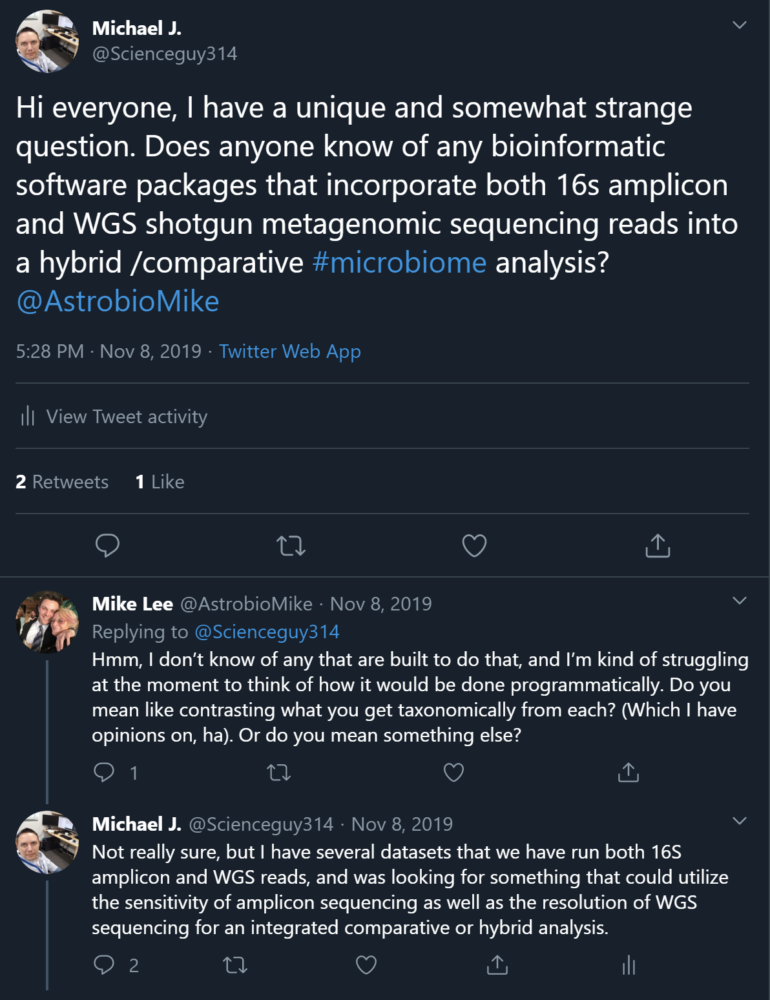 Michael J.
@Scienceguy314
Hi everyone, I have a unique and somewhat strange
question. Does anyone know of any bioinformatic
software packages that incorporate both 16s amplicon
and WGS shotgun metagenomic sequencing reads into
a hybrid /comparative #microbiome analysis?
@AstrobioMike
5:28 PM · Nov 8, 2019 · Twitter Web App
View Tweet activity
2 Retweets 1 Like
Mike Lee @AstrobioMike · Nov 8, 2019
Replying to @Scienceguy314
Hmm, I don’t know of any that are built to do that, and I’m kind of struggling
at the moment to think of how it would be done programmatically. Do you
mean like contrasting what you get taxonomically from each? (Which I have
opinions on, ha). Or do you mean something else?
1
Michael J. @Scienceguy314 · Nov 8, 2019
Not really sure, but I have several datasets that we have run both 16S
amplicon and WGS reads, and was looking for something that could utilize
the sensitivity of amplicon sequencing as well as the resolution of WGS
sequencing for an integrated comparative or hybrid analysis.
2